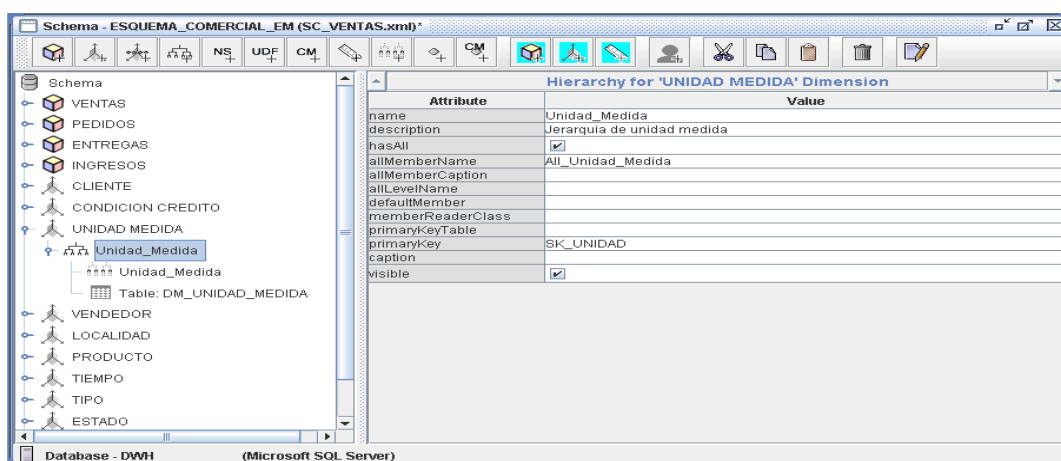 Schema - ESQUEMA_COMERCIAL_EM (SC_VENTAS.xml)*
NS UDF CM CM
Schema
VENTAS
PEDIDOS
ENTREGAS
INGRESOS
CLIENTE
CONDICION CREDITO
UNIDAD MEDIDA
Unidad_Medida
Unidad_Medida
Table: DM_UNIDAD_MEDIDA
VENDEDOR
LOCALIDAD
PRODUCTO
TIEMPO
TIPO
ESTADO
Hierarchy for 'UNIDAD MEDIDA' Dimension
Attribute Value
name Unidad_Medida
description Jerarquia de unidad medida
hasAll
allMemberName All_Unidad_Medida
allMemberCaption
allLevelName
defaultMember
memberReaderClass
primaryKeyTable
primaryKey SK_UNIDAD
caption
visible
Database - DWH (Microsoft SQL Server)